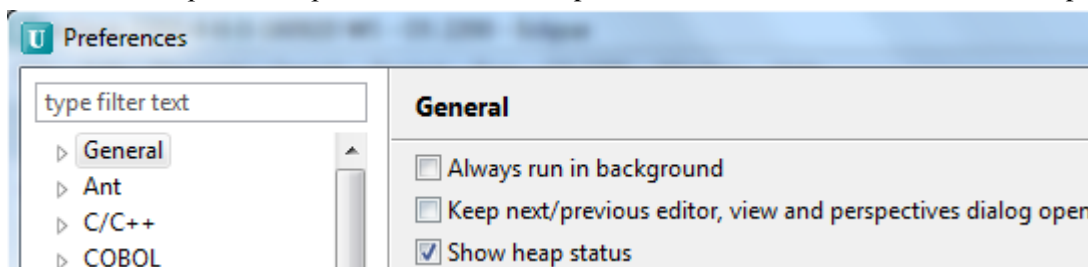 Preferences
type filter text
General
Ant
C/C++
COBOL
General
Always run in background
Keep next/previous editor, view and perspectives dialog open
Show heap status